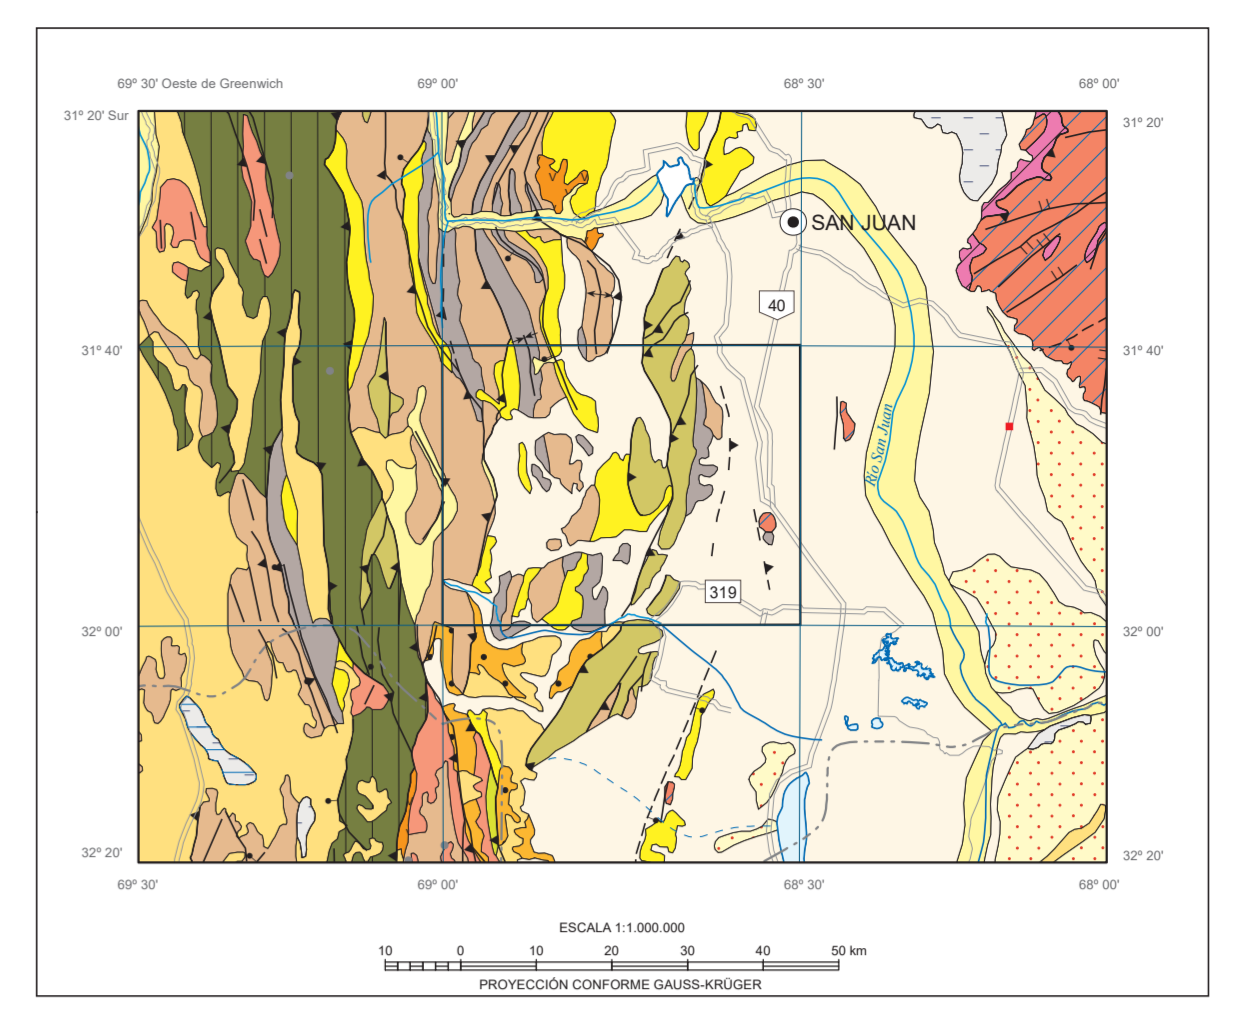 69º 30' Oeste de Greenwich
69º 00'
68º 30'
68º 00'
31º 20' Sur
31º 20'
SAN JUAN
40
31º 40'
31º 40'
Río San Juan
319
32º 00'
32º 00'
32º 20'
32º 20'
69º 30'
69º 00'
68º 30'
68º 00'
ESCALA 1:1.000.000
10 0 10 20 30 40 50 km
PROYECCIÓN CONFORME GAUSS-KRÜGER